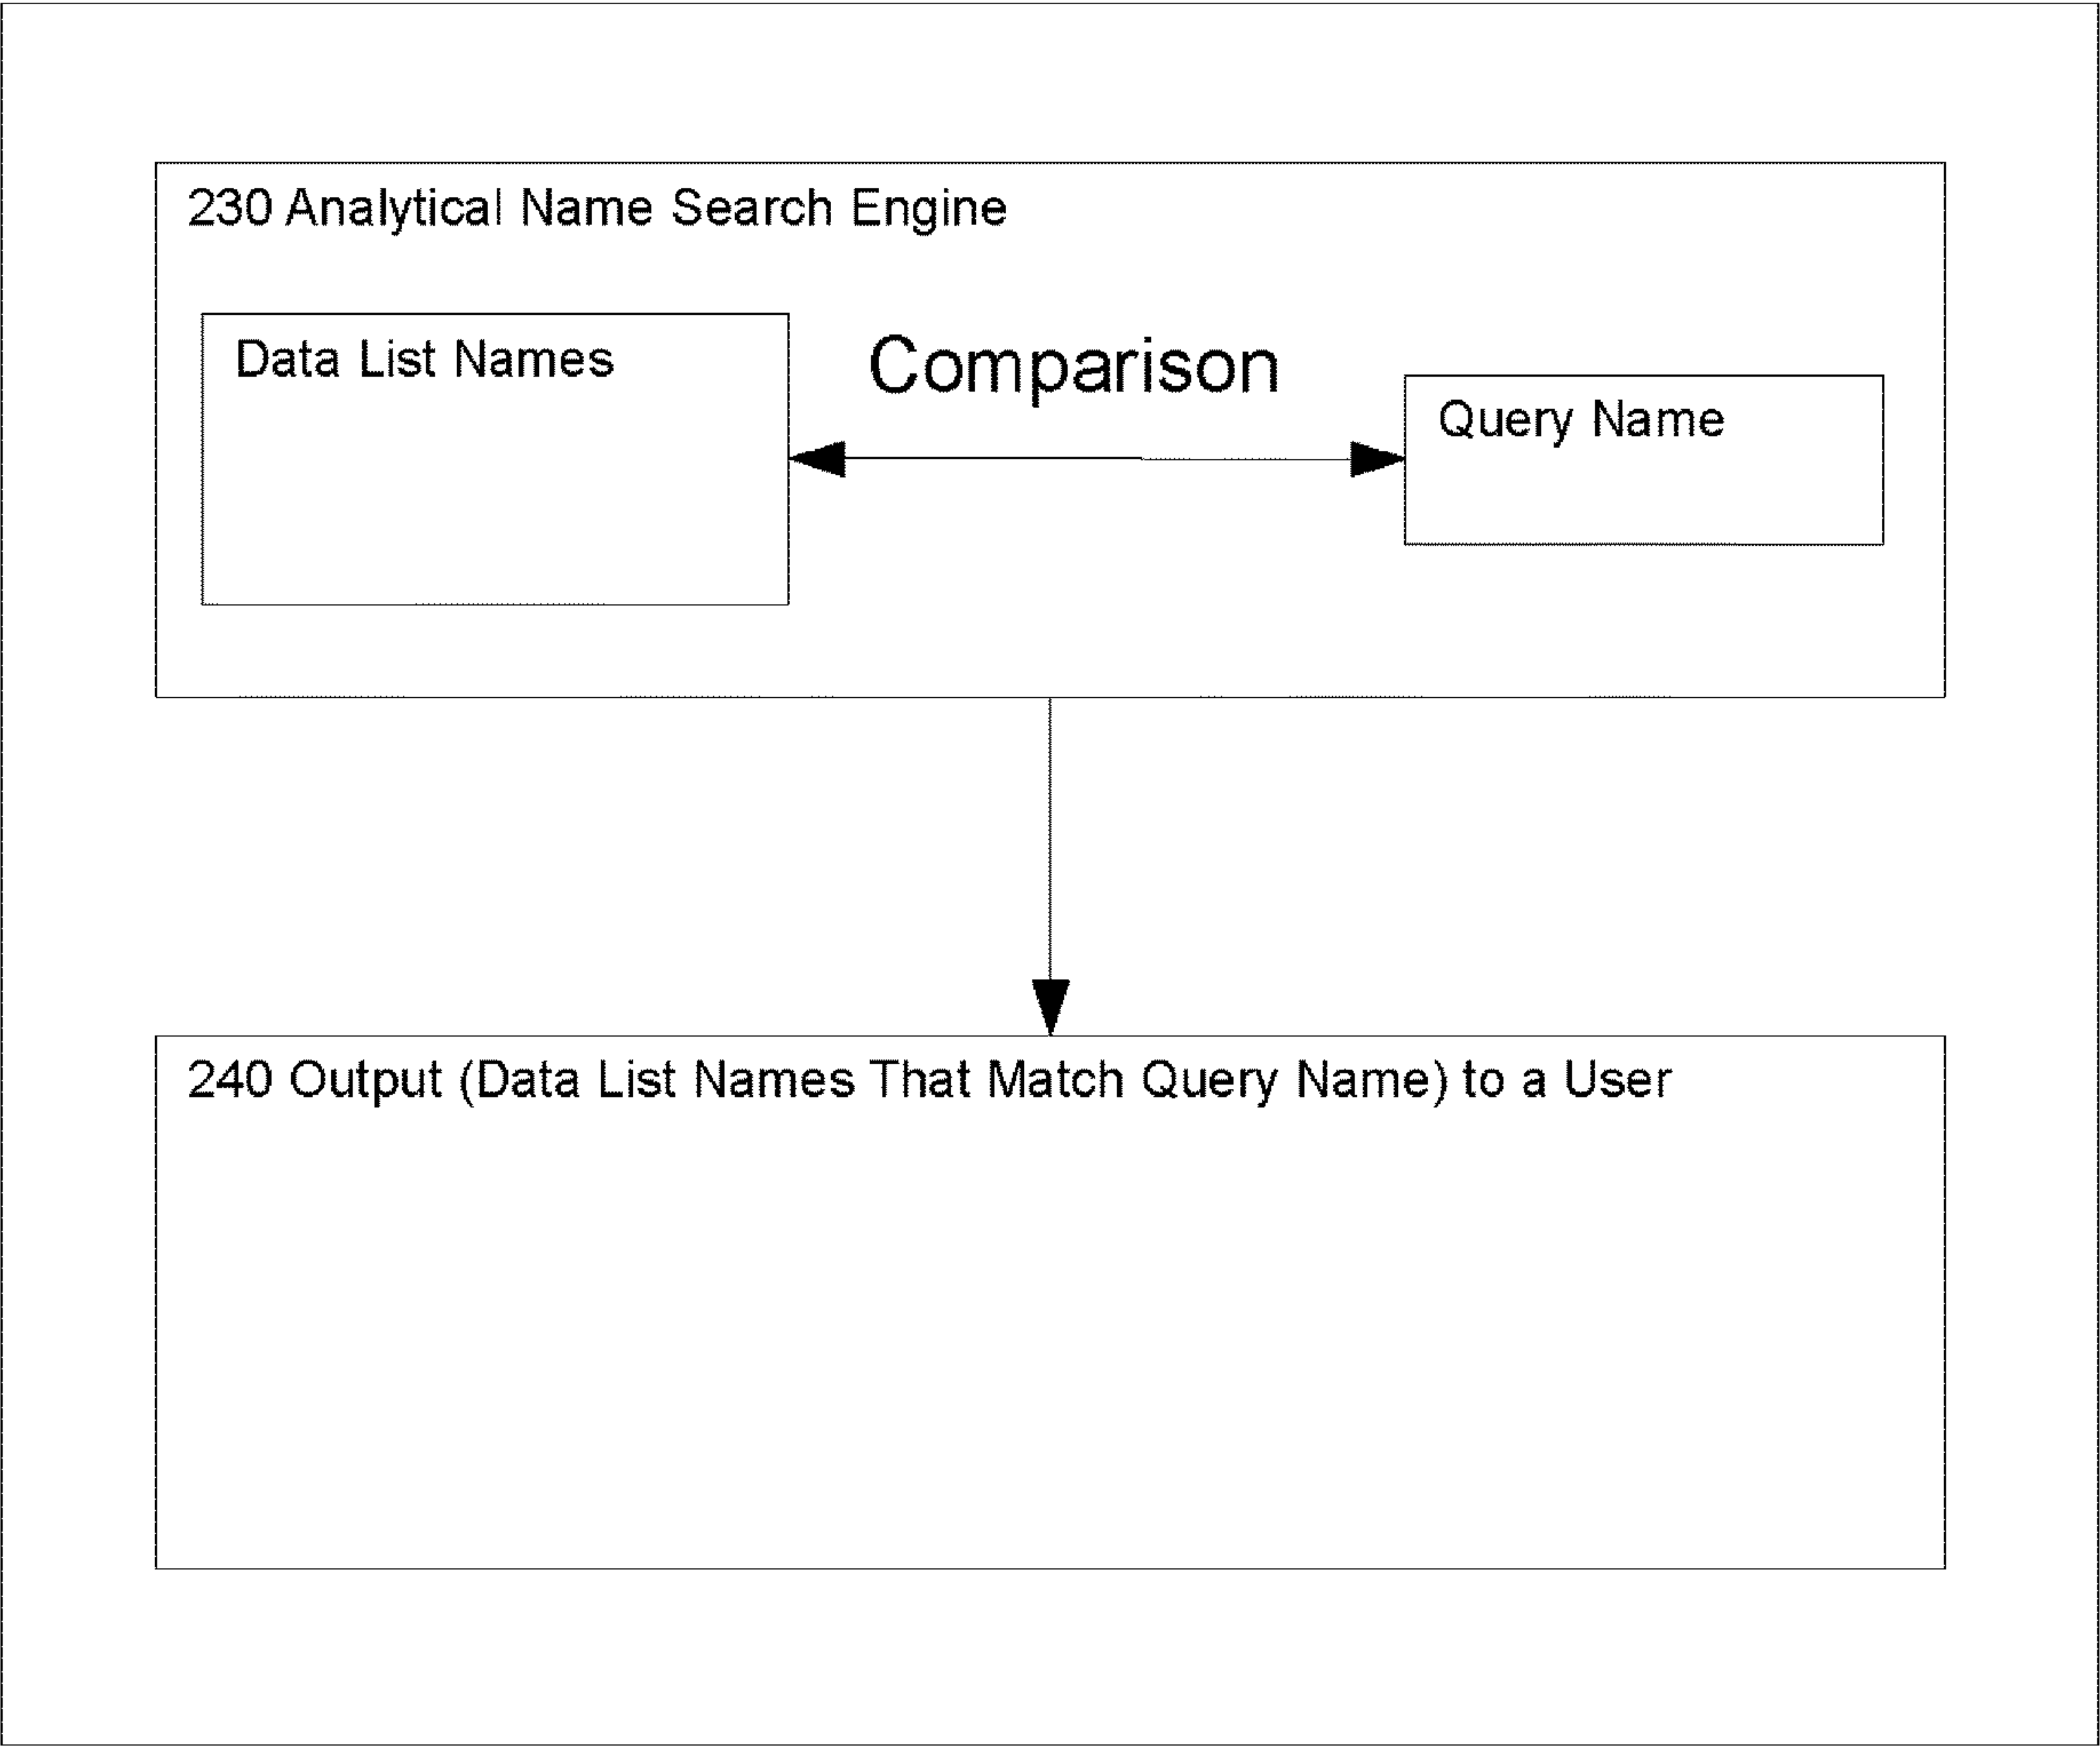 230 Analytical Name Search Engine
Data List Names
Comparison
Query Name
240 Output (Data List Names That Match Query Name) to a User